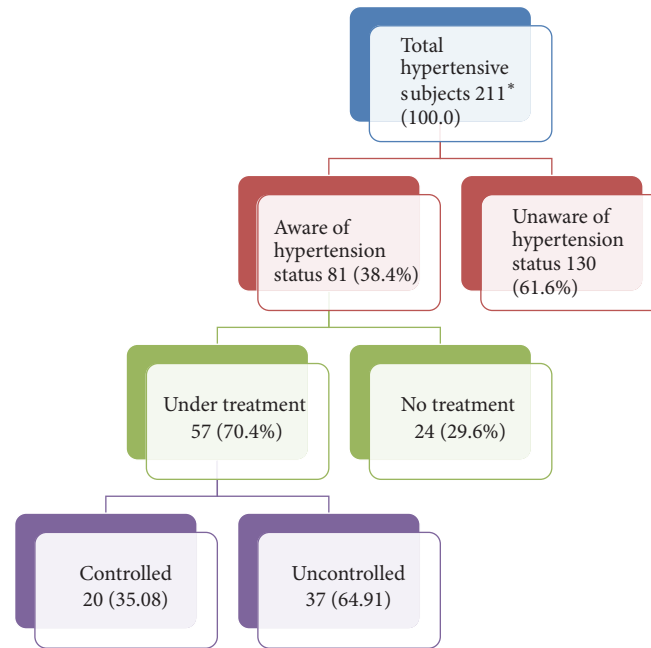 Total
hypertensive
subjects 211*
(100.0)
Aware of
hypertension
status 81 (38.4%)
Unaware of
hypertension
status 130
(61.6%)
Under treatment
57 (70.4%)
No treatment
24 (29.6%)
Controlled
20 (35.08)
Uncontrolled
37 (64.91)